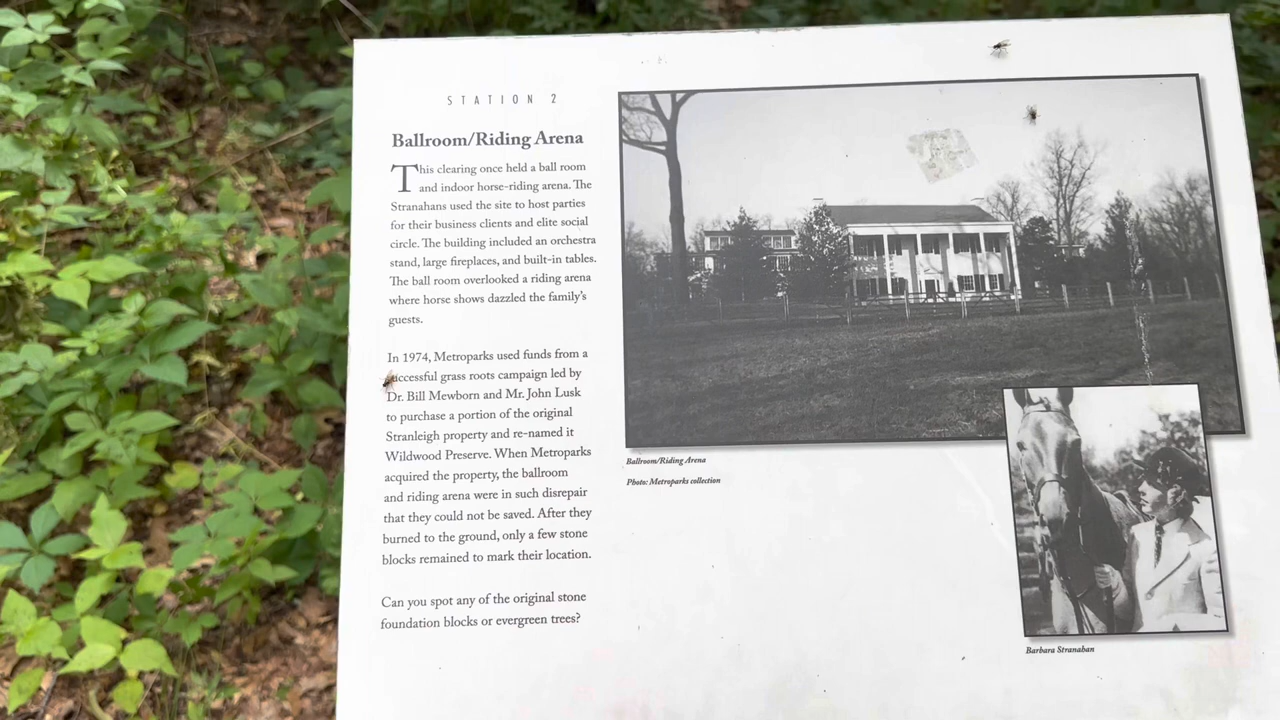 STATION 2
Ballroom/Riding Arena
This clearing once held a ball room
and indoor horse-riding arena. The
Stranahans used the site to host parties
for their business clients and elite social
circle. The building included an orchestra
stand, large fireplaces, and built-in tables.
The ball room overlooked a riding arena
where horse shows dazzled the family's
guests.
In 1974, Metroparks used funds from a
successful grass roots campaign led by
Dr. Bill Mewborn and Mr. John Lusk
to purchase a portion of the original
Stranleigh property and re-named it
Wildwood Preserve. When Metroparks
acquired the property, the ballroom
and riding arena were in such disrepair
that they could not be saved. After they
burned to the ground, only a few stone
blocks remained to mark their location.
Can you spot any of the original stone
foundation blocks or evergreen trees?
Ballroom/Riding Arena
Photo: Metroparks collection
Barbara Stranahan